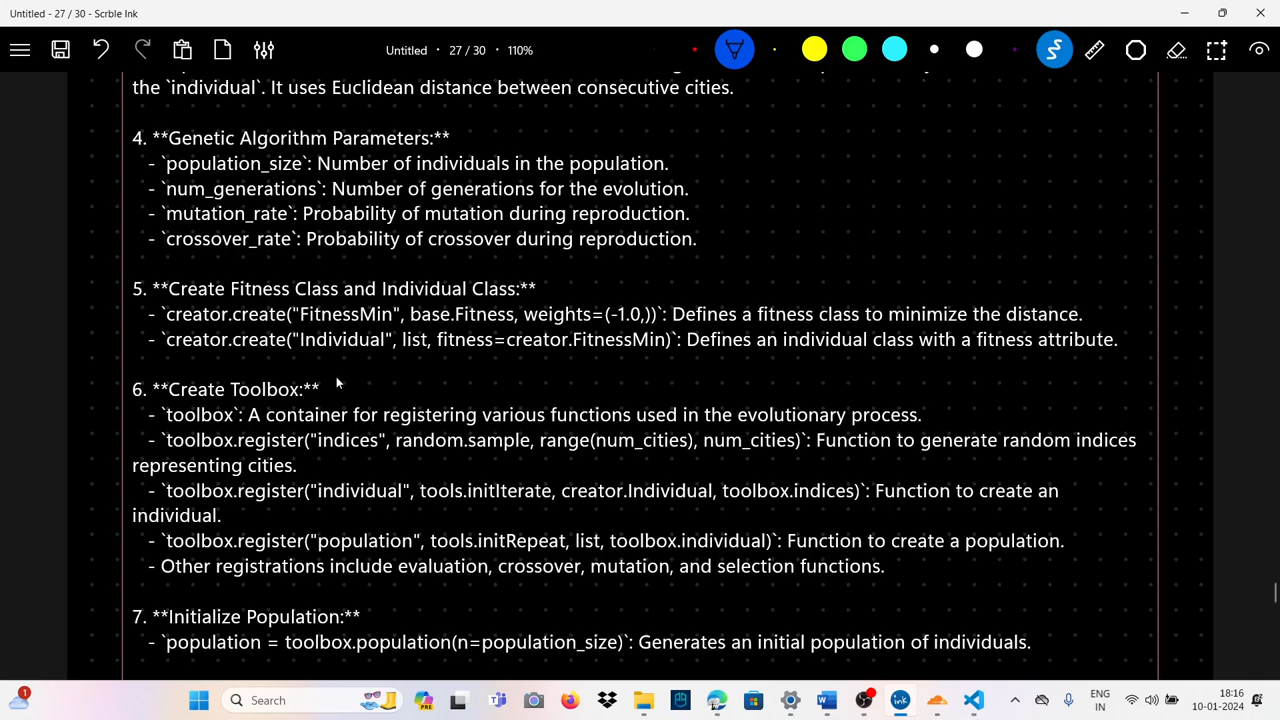 Untitled - 27 / 30 - Scrble Ink
Untitled • 27 / 30 • 110%
the `individual`. It uses Euclidean distance between consecutive cities.
4. **Genetic Algorithm Parameters:**
- `population_size`: Number of individuals in the population.
- `num_generations`: Number of generations for the evolution.
- `mutation_rate`: Probability of mutation during reproduction.
- `crossover_rate`: Probability of crossover during reproduction.
5. **Create Fitness Class and Individual Class:**
- `creator.create("FitnessMin", base.Fitness, weights=(-1.0,))`: Defines a fitness class to minimize the distance.
- `creator.create("Individual", list, fitness=creator.FitnessMin)`: Defines an individual class with a fitness attribute.
6. **Create Toolbox:**
- `toolbox`: A container for registering various functions used in the evolutionary process.
- `toolbox.register("indices", random.sample, range(num_cities), num_cities)`: Function to generate random indices
representing cities.
- `toolbox.register("individual", tools.initIterate, creator.Individual, toolbox.indices)`: Function to create an
individual.
- `toolbox.register("population", tools.initRepeat, list, toolbox.individual)`: Function to create a population.
- Other registrations include evaluation, crossover, mutation, and selection functions.
7. **Initialize Population:**
- `population = toolbox.population(n=population_size)`: Generates an initial population of individuals.
1
Search
PRE
ENG
IN
18:16
10-01-2024